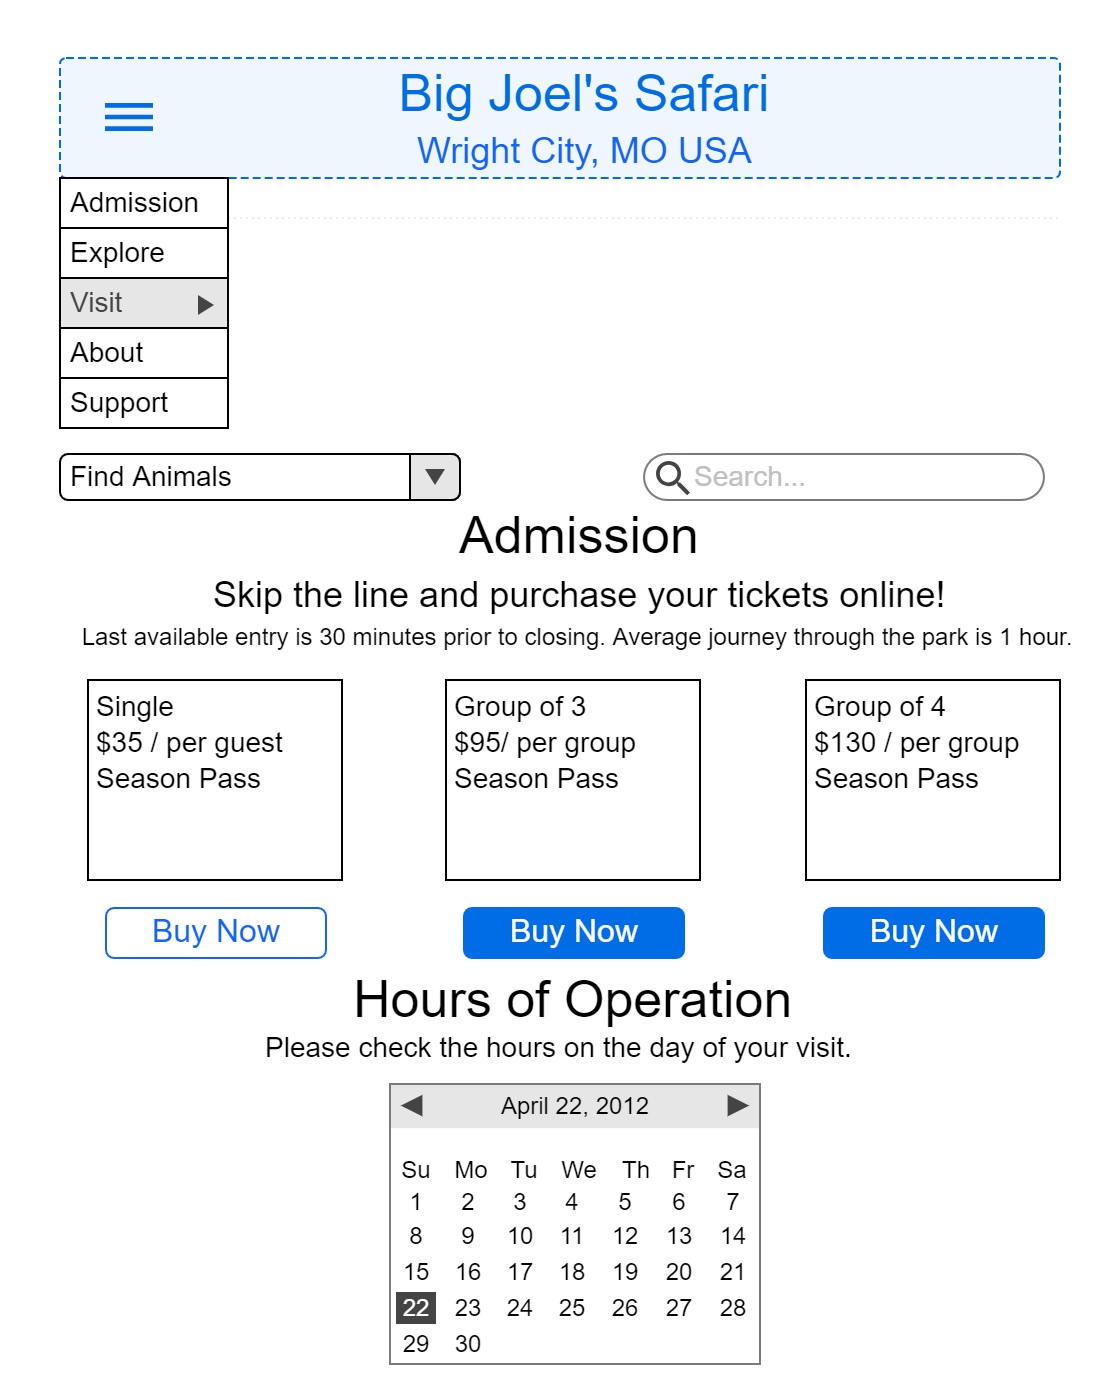 Big Joel's Safari
Wright City, MO USA
Admission
Explore
Visit
About
Support
Find Animals
Search...
Admission
Skip the line and purchase your tickets online!
Last available entry is 30 minutes prior to closing. Average journey through the park is 1 hour.
Single
$35 / per guest
Season Pass
Group of 3
$95/ per group
Season Pass
Group of 4
$130 / per group
Season Pass
Buy Now
Buy Now
Buy Now
Hours of Operation
Please check the hours on the day of your visit.
April 22, 2012
Su Mo Tu We Th Fr Sa
1 2 3 4 5 6 7
8 9 10 11 12 13 14
15 16 17 18 19 20 21
22 23 24 25 26 27 28
29 30